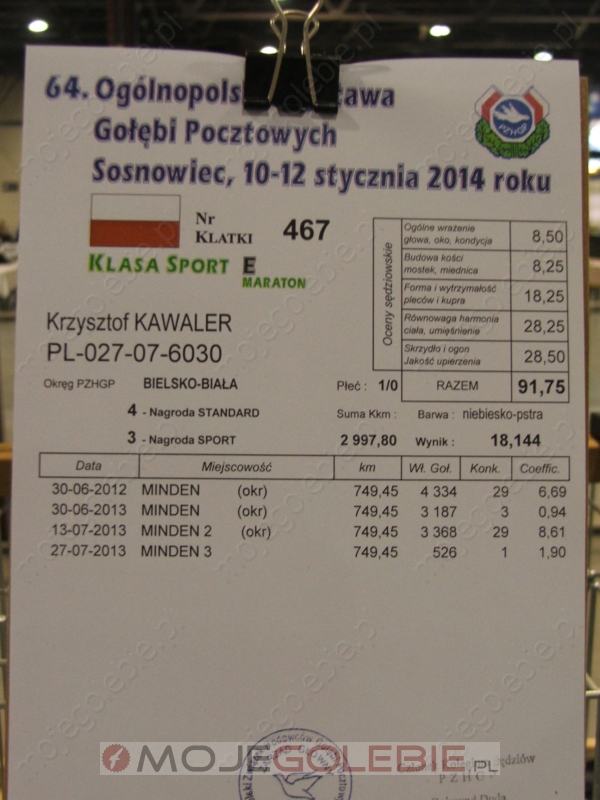 64. Ogólnopols tawa
Gołębi Pocztowych
Sosnowiec, 10-12 stycznia 2014 roku
PZHGP
Nr
KLATKI
467
KLASA SPORT E
MARATON
Oceny sędziowskie
Ogólne wrażenie
głowa, oko, kondycja
8,50
Budowa kości
mostek, miednica
8,25
Forma i wytrzymałość
pleców i kupra
18,25
Równowaga harmonia
ciała, umięśnienie
28,25
Skrzydło i ogon
Jakość upierzenia
28,50
RAZEM 91,75
Krzysztof KAWALER
PL-027-07-6030
Okręg PZHGP BIELSKO-BIAŁA Płeć : 1/0
4 - Nagroda STANDARD Suma Kkm : Barwa : niebiesko-pstra
3 - Nagroda SPORT 2 997,80 Wynik : 18,144
Data Miejscowość km Wł. Goł. Konk. Coeffic.
30-06-2012 MINDEN (okr) 749,45 4 334 29 6,69
30-06-2013 MINDEN (okr) 749,45 3 187 3 0,94
13-07-2013 MINDEN 2 (okr) 749,45 3 368 29 8,61
27-07-2013 MINDEN 3 749,45 526 1 1,90
MOJEGOLEBIE.PL
PZHGP